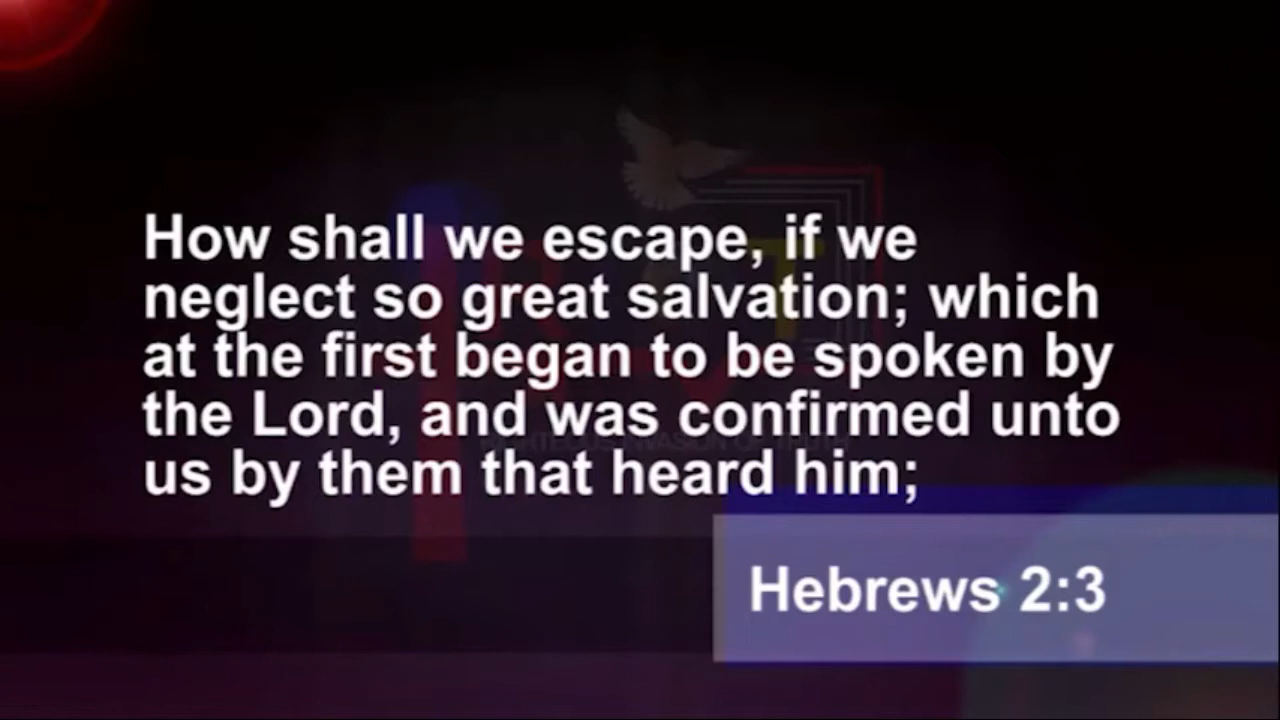 How shall we escape, if we
neglect so great salvation; which
at the first began to be spoken by
the Lord, and was confirmed unto
us by them that heard him;
Hebrews 2:3